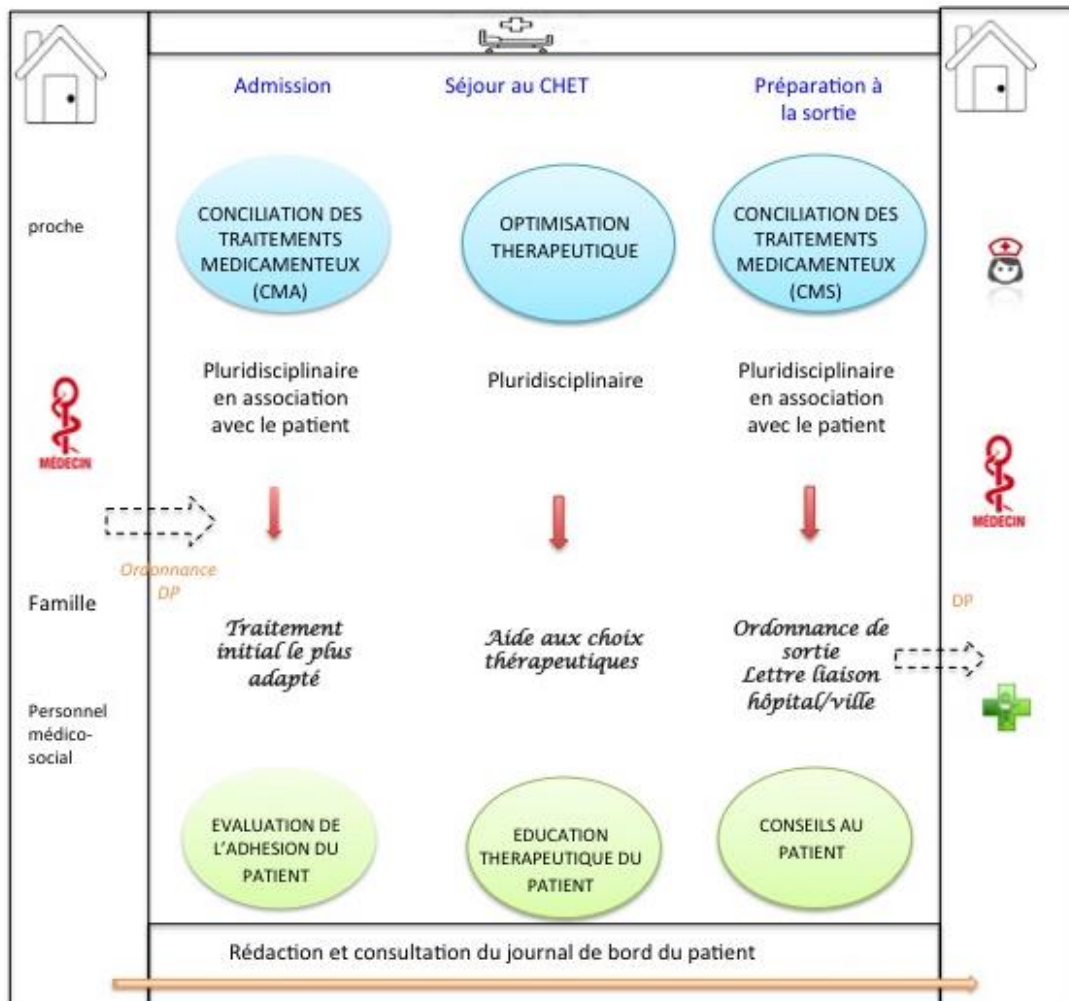 Admission
Séjour au CHET
Préparation à
la sortie
proche
MÉDECIN
Ordonnance
DP
Famille
Personnel
médico-
social
CONCILIATION DES
TRAITEMENTS
MEDICAMENTEUX
(CMA)
Pluridisciplinaire
en association
avec le patient
Traitement
initial le plus
adapté
EVALUATION DE
L'ADHESION DU
PATIENT
OPTIMISATION
THERAPEUTIQUE
Pluridisciplinaire
Aide aux choix
thérapeutiques
EDUCATION
THERAPEUTIQUE DU
PATIENT
CONCILIATION DES
TRAITEMENTS
MEDICAMENTEUX
(CMS)
Pluridisciplinaire
en association
avec le patient
Ordonnance de
sortie
Lettre liaison
hôpital/ville
CONSEILS AU
PATIENT
MÉDECIN
DP
Rédaction et consultation du journal de bord du patient